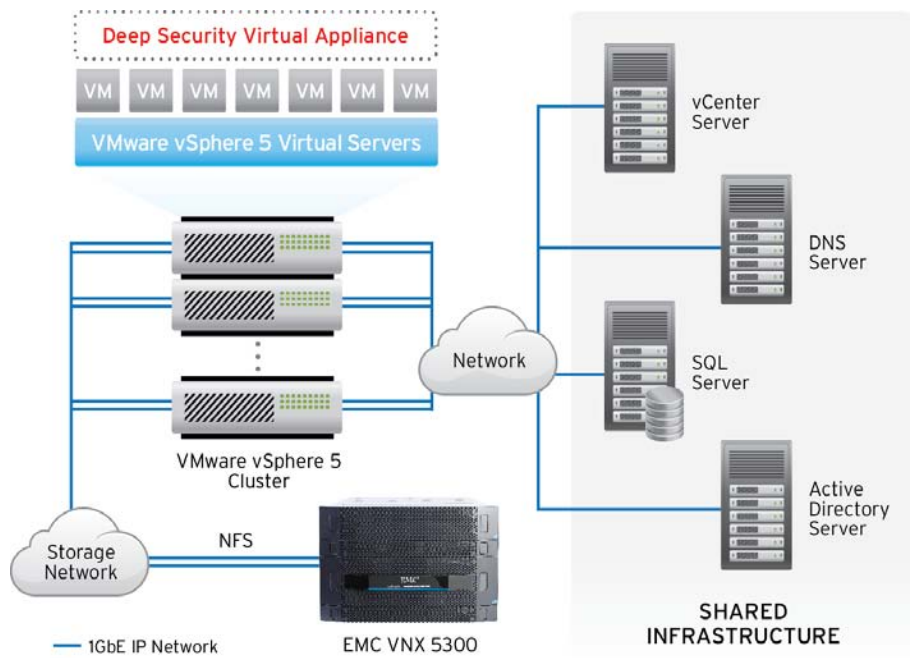 Deep Security Virtual Appliance
VM VM VM VM VM VM VM
VMware vSphere 5 Virtual Servers
vCenter
Server
DNS
Server
Network
SQL
Server
VMware vSphere 5
Cluster
Active
Directory
Server
Storage
Network
NFS
EMC²
EMC VNX 5300
1GbE IP Network
SHARED
INFRASTRUCTURE